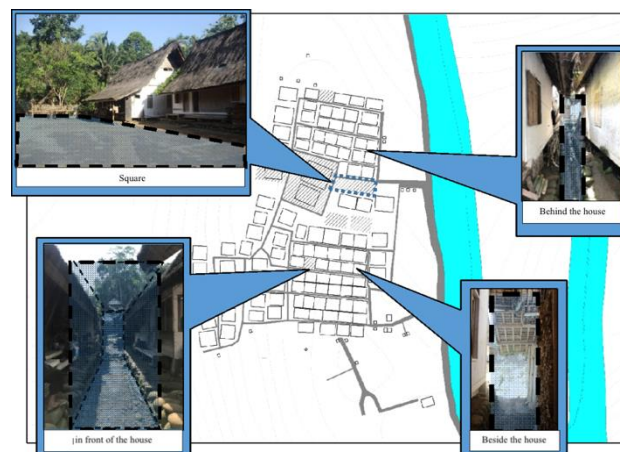 Square
Behind the house
in front of the house
Beside the house